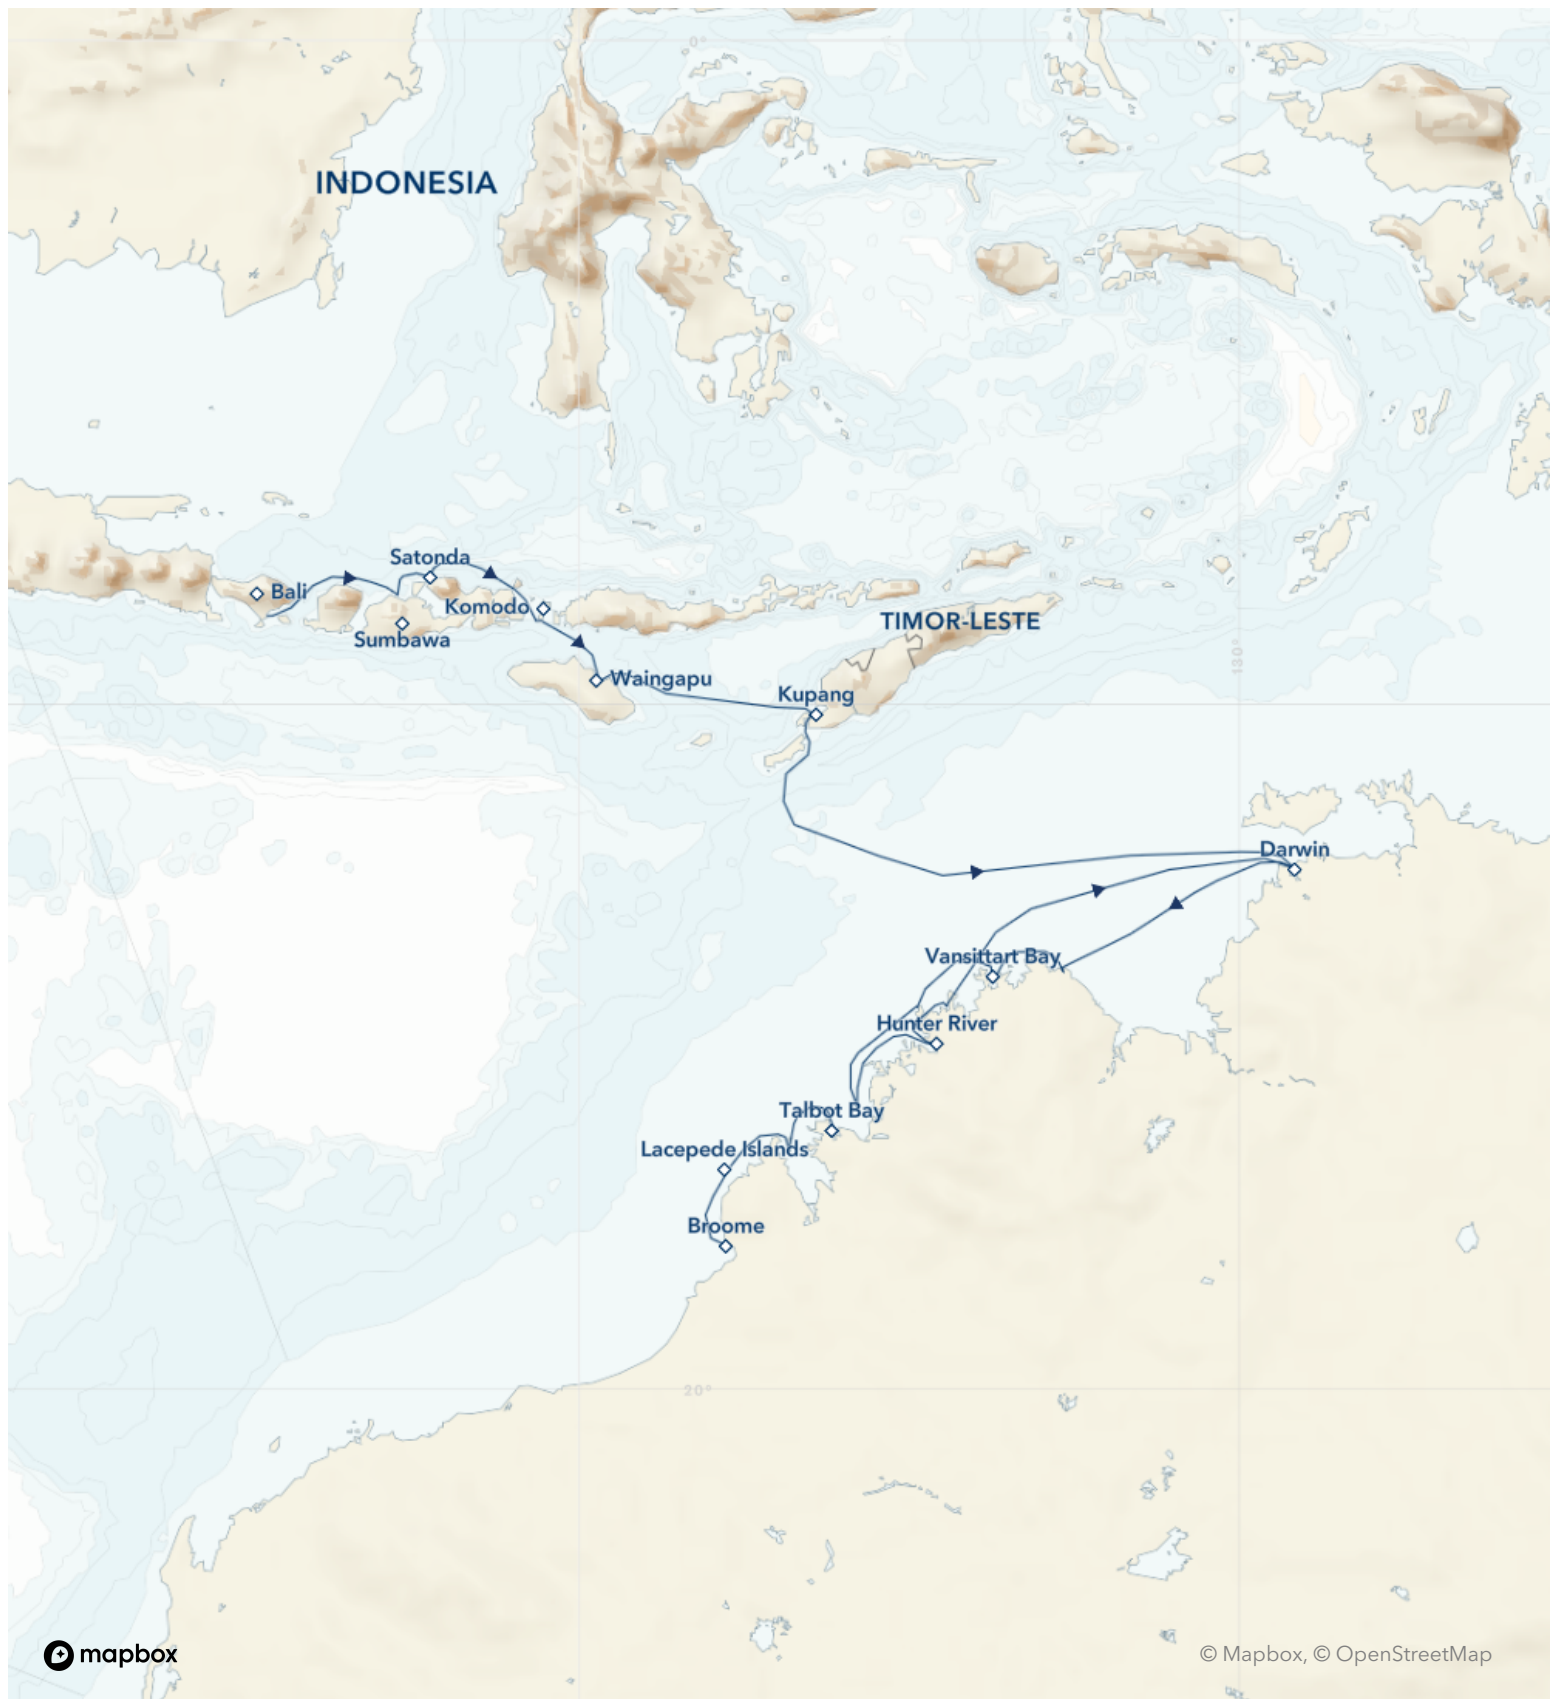 0°
INDONESIA
Satonda
Bali
Komodo
Sumbawa
TIMOR-LESTE
130°
Waingapu
Kupang
Darwin
Vansittart Bay
Hunter River
Talbot Bay
Lacepede Islands
Broome
20°
mapbox
© Mapbox, © OpenStreetMap